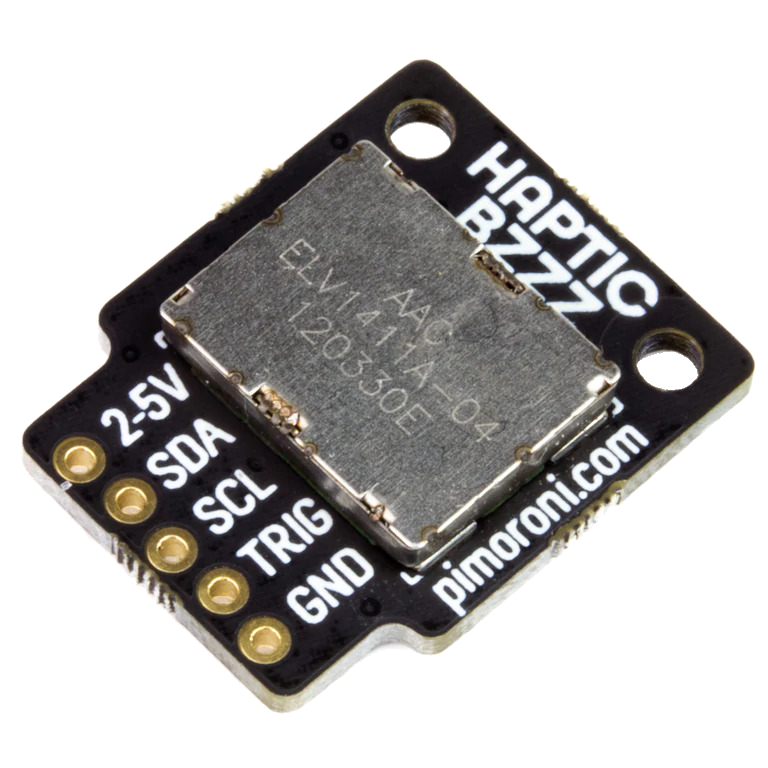 HAPTIC
BZZZ
AAC
ELV1411A-04
120330E
2-5V
SDA
SCL
TRIG
GND
pimoroni.com